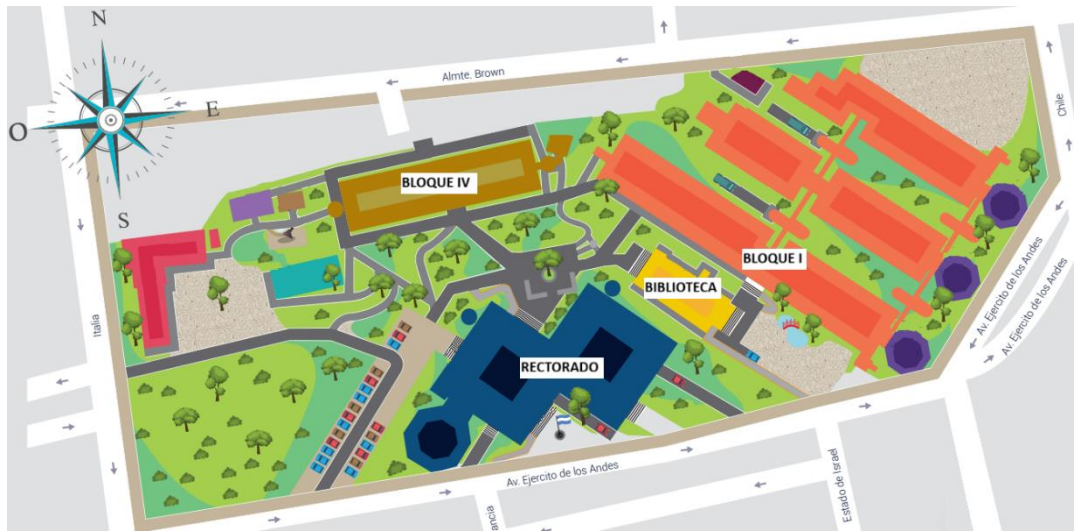 N
Almte. Brown
E
O
Chile
S
BLOQUE IV
BLOQUE I
BIBLIOTECA
Av. Ejercito de los Andes
Av. Ejercito de los Andes
Italia
RECTORADO
Av. Ejercito de los Andes
Estado de Israel
ancia